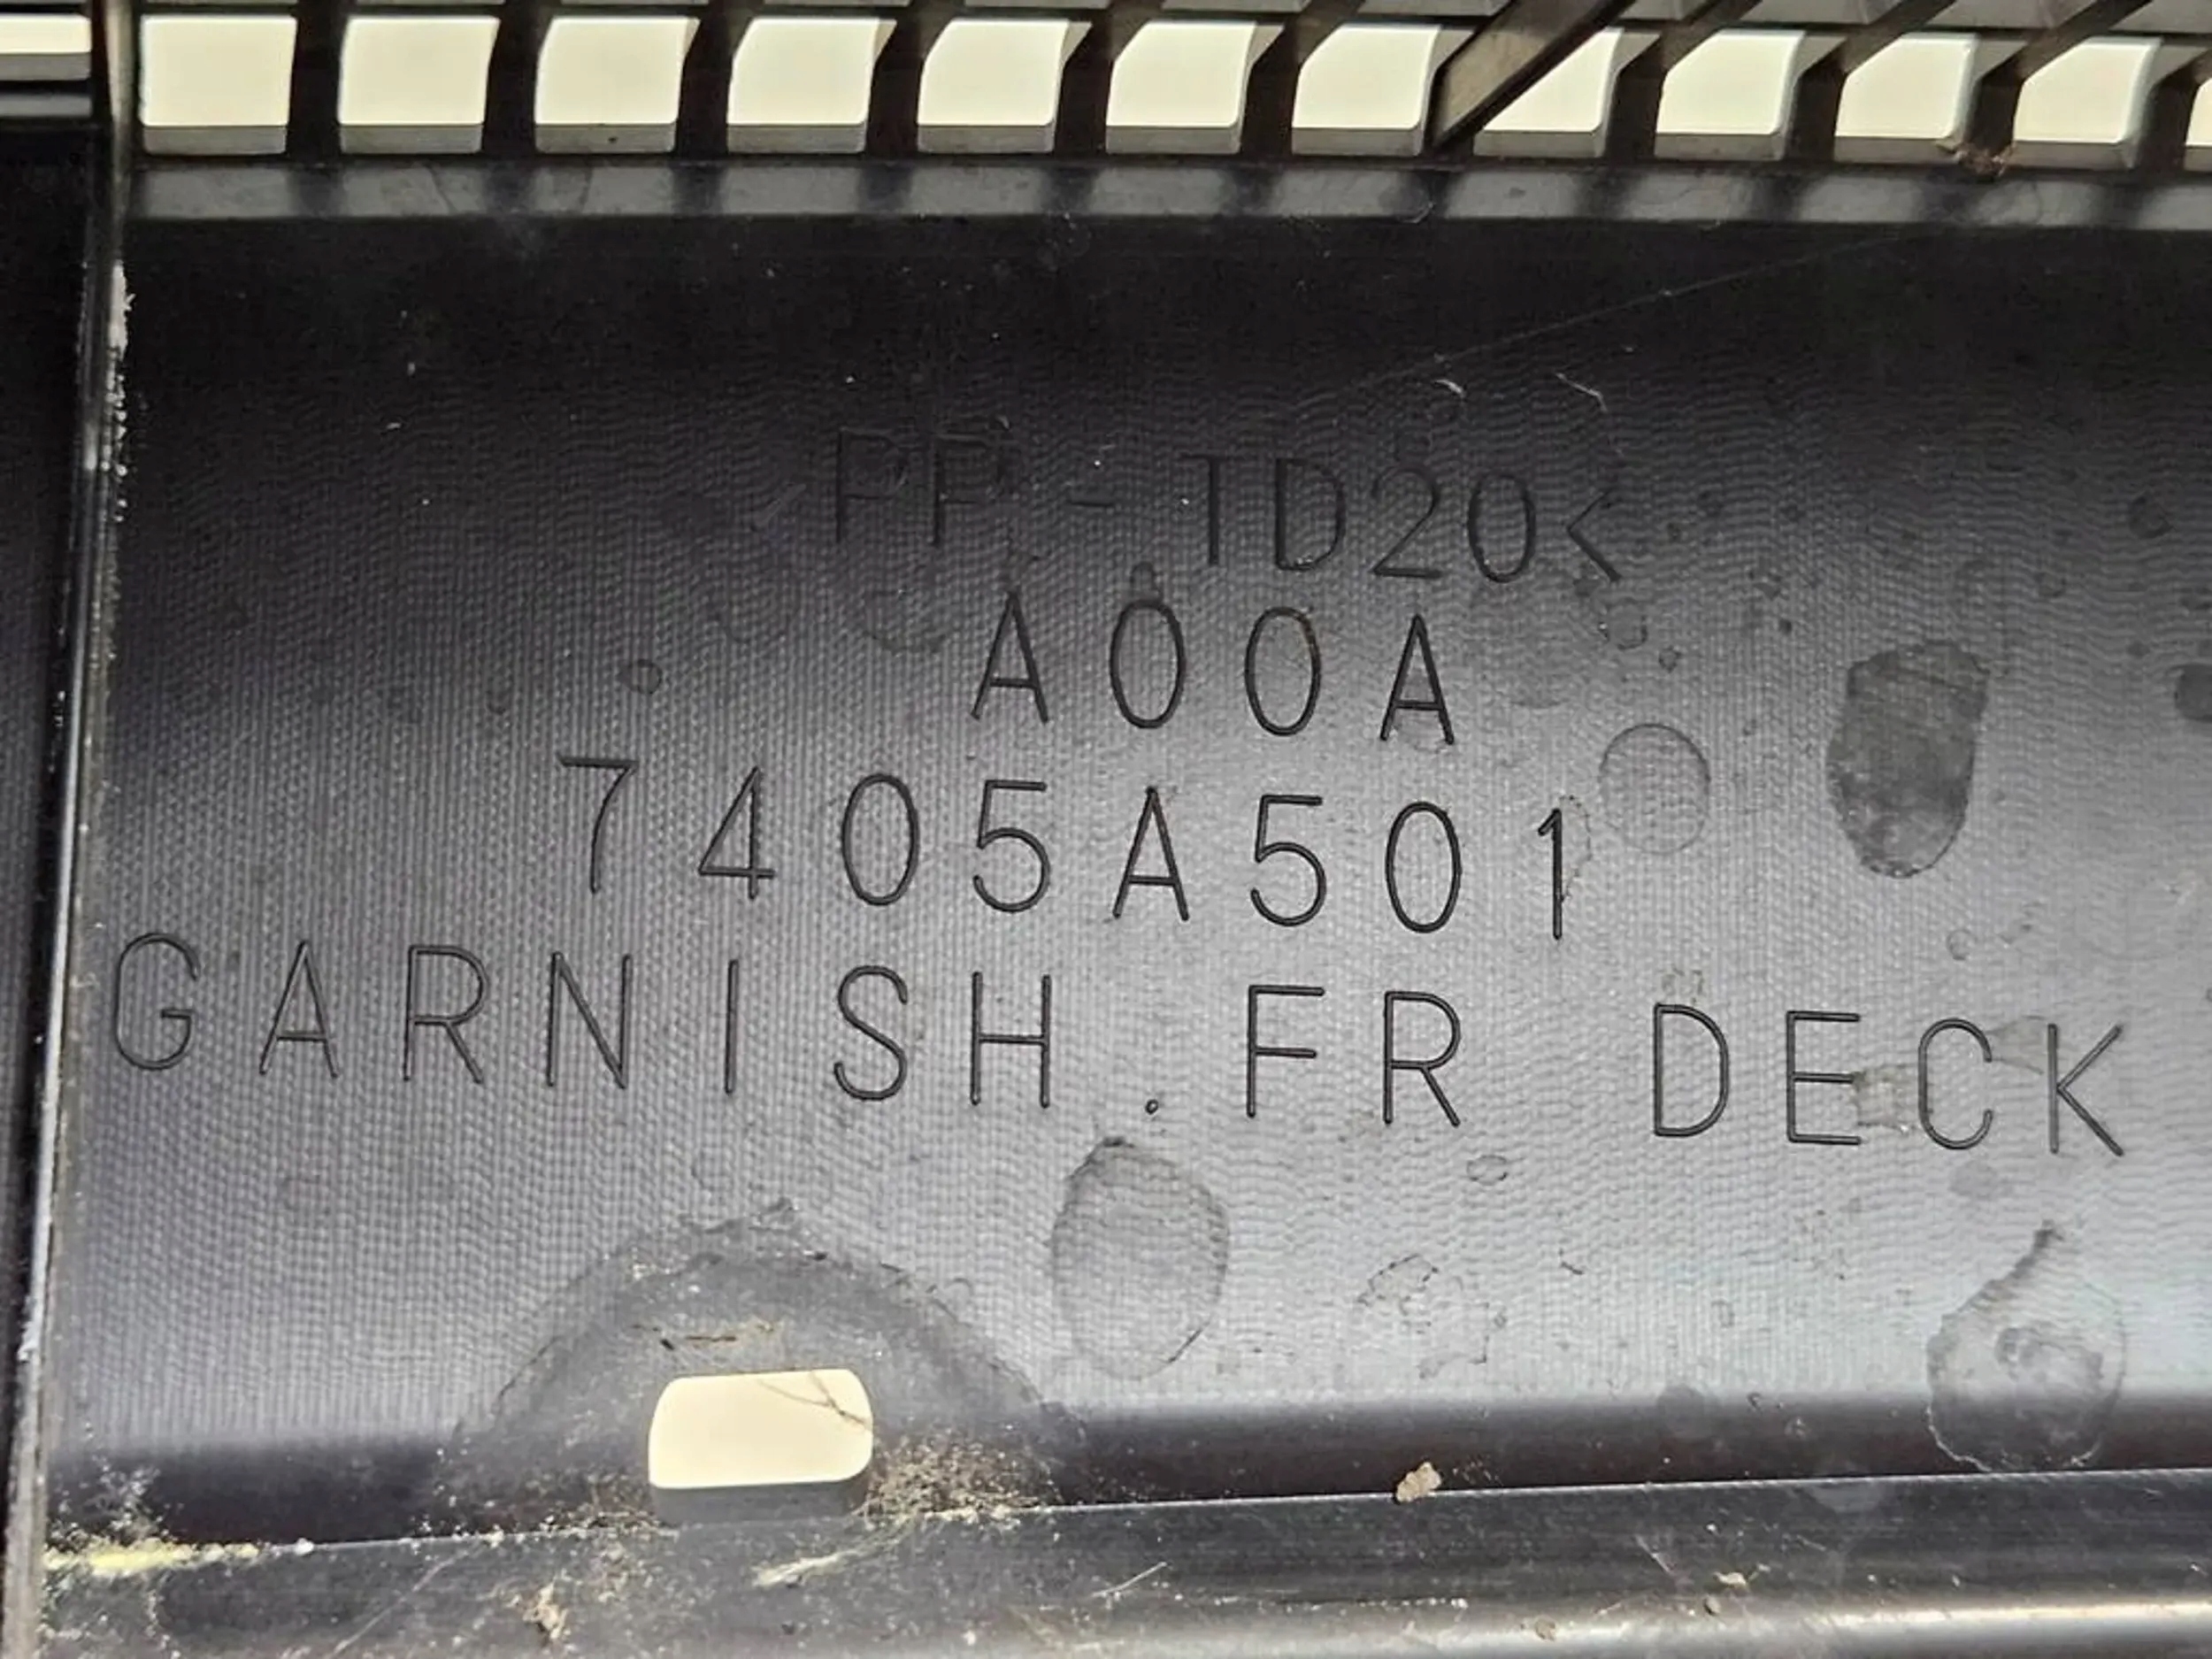 >PP-TD20<
A00A
7405A501
GARNISH.FR DECK